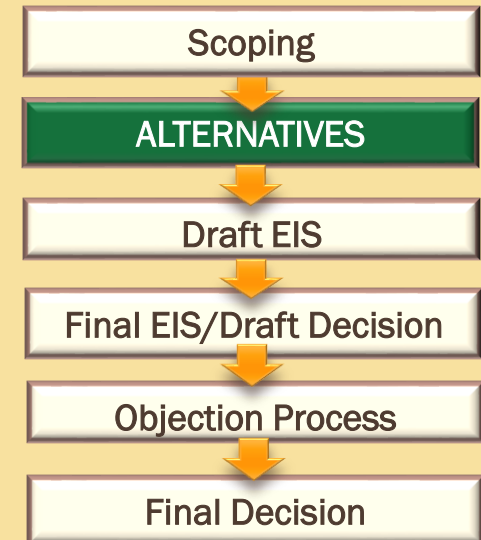 Scoping
ALTERNATIVES
Draft EIS
Final EIS/Draft Decision
Objection Process
Final Decision